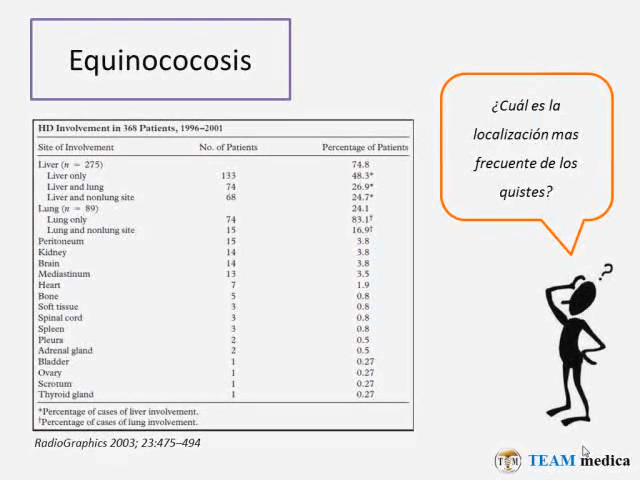 Equinococosis
HD Involvement in 368 Patients, 1996–2001
Site of Involvement No. of Patients Percentage of Patients
Liver (n = 275) 74.8
Liver only 133 48.3*
Liver and lung 74 26.9*
Liver and nonlung site 68 24.7*
Lung (n = 89) 24.1
Lung only 74 83.1†
Lung and nonlung site 15 16.9†
Peritoneum 15 3.8
Kidney 14 3.8
Brain 14 3.8
Mediastinum 13 3.5
Heart 7 1.9
Bone 5 0.8
Soft tissue 3 0.8
Spinal cord 3 0.8
Spleen 3 0.8
Pleura 2 0.5
Adrenal gland 2 0.5
Bladder 1 0.27
Ovary 1 0.27
Scrotum 1 0.27
Thyroid gland 1 0.27
*Percentage of cases of liver involvement.
†Percentage of cases of lung involvement.
RadioGraphics 2003; 23:475–494
¿Cuál es la
localización mas
frecuente de los
quistes?
?
TEAM medica